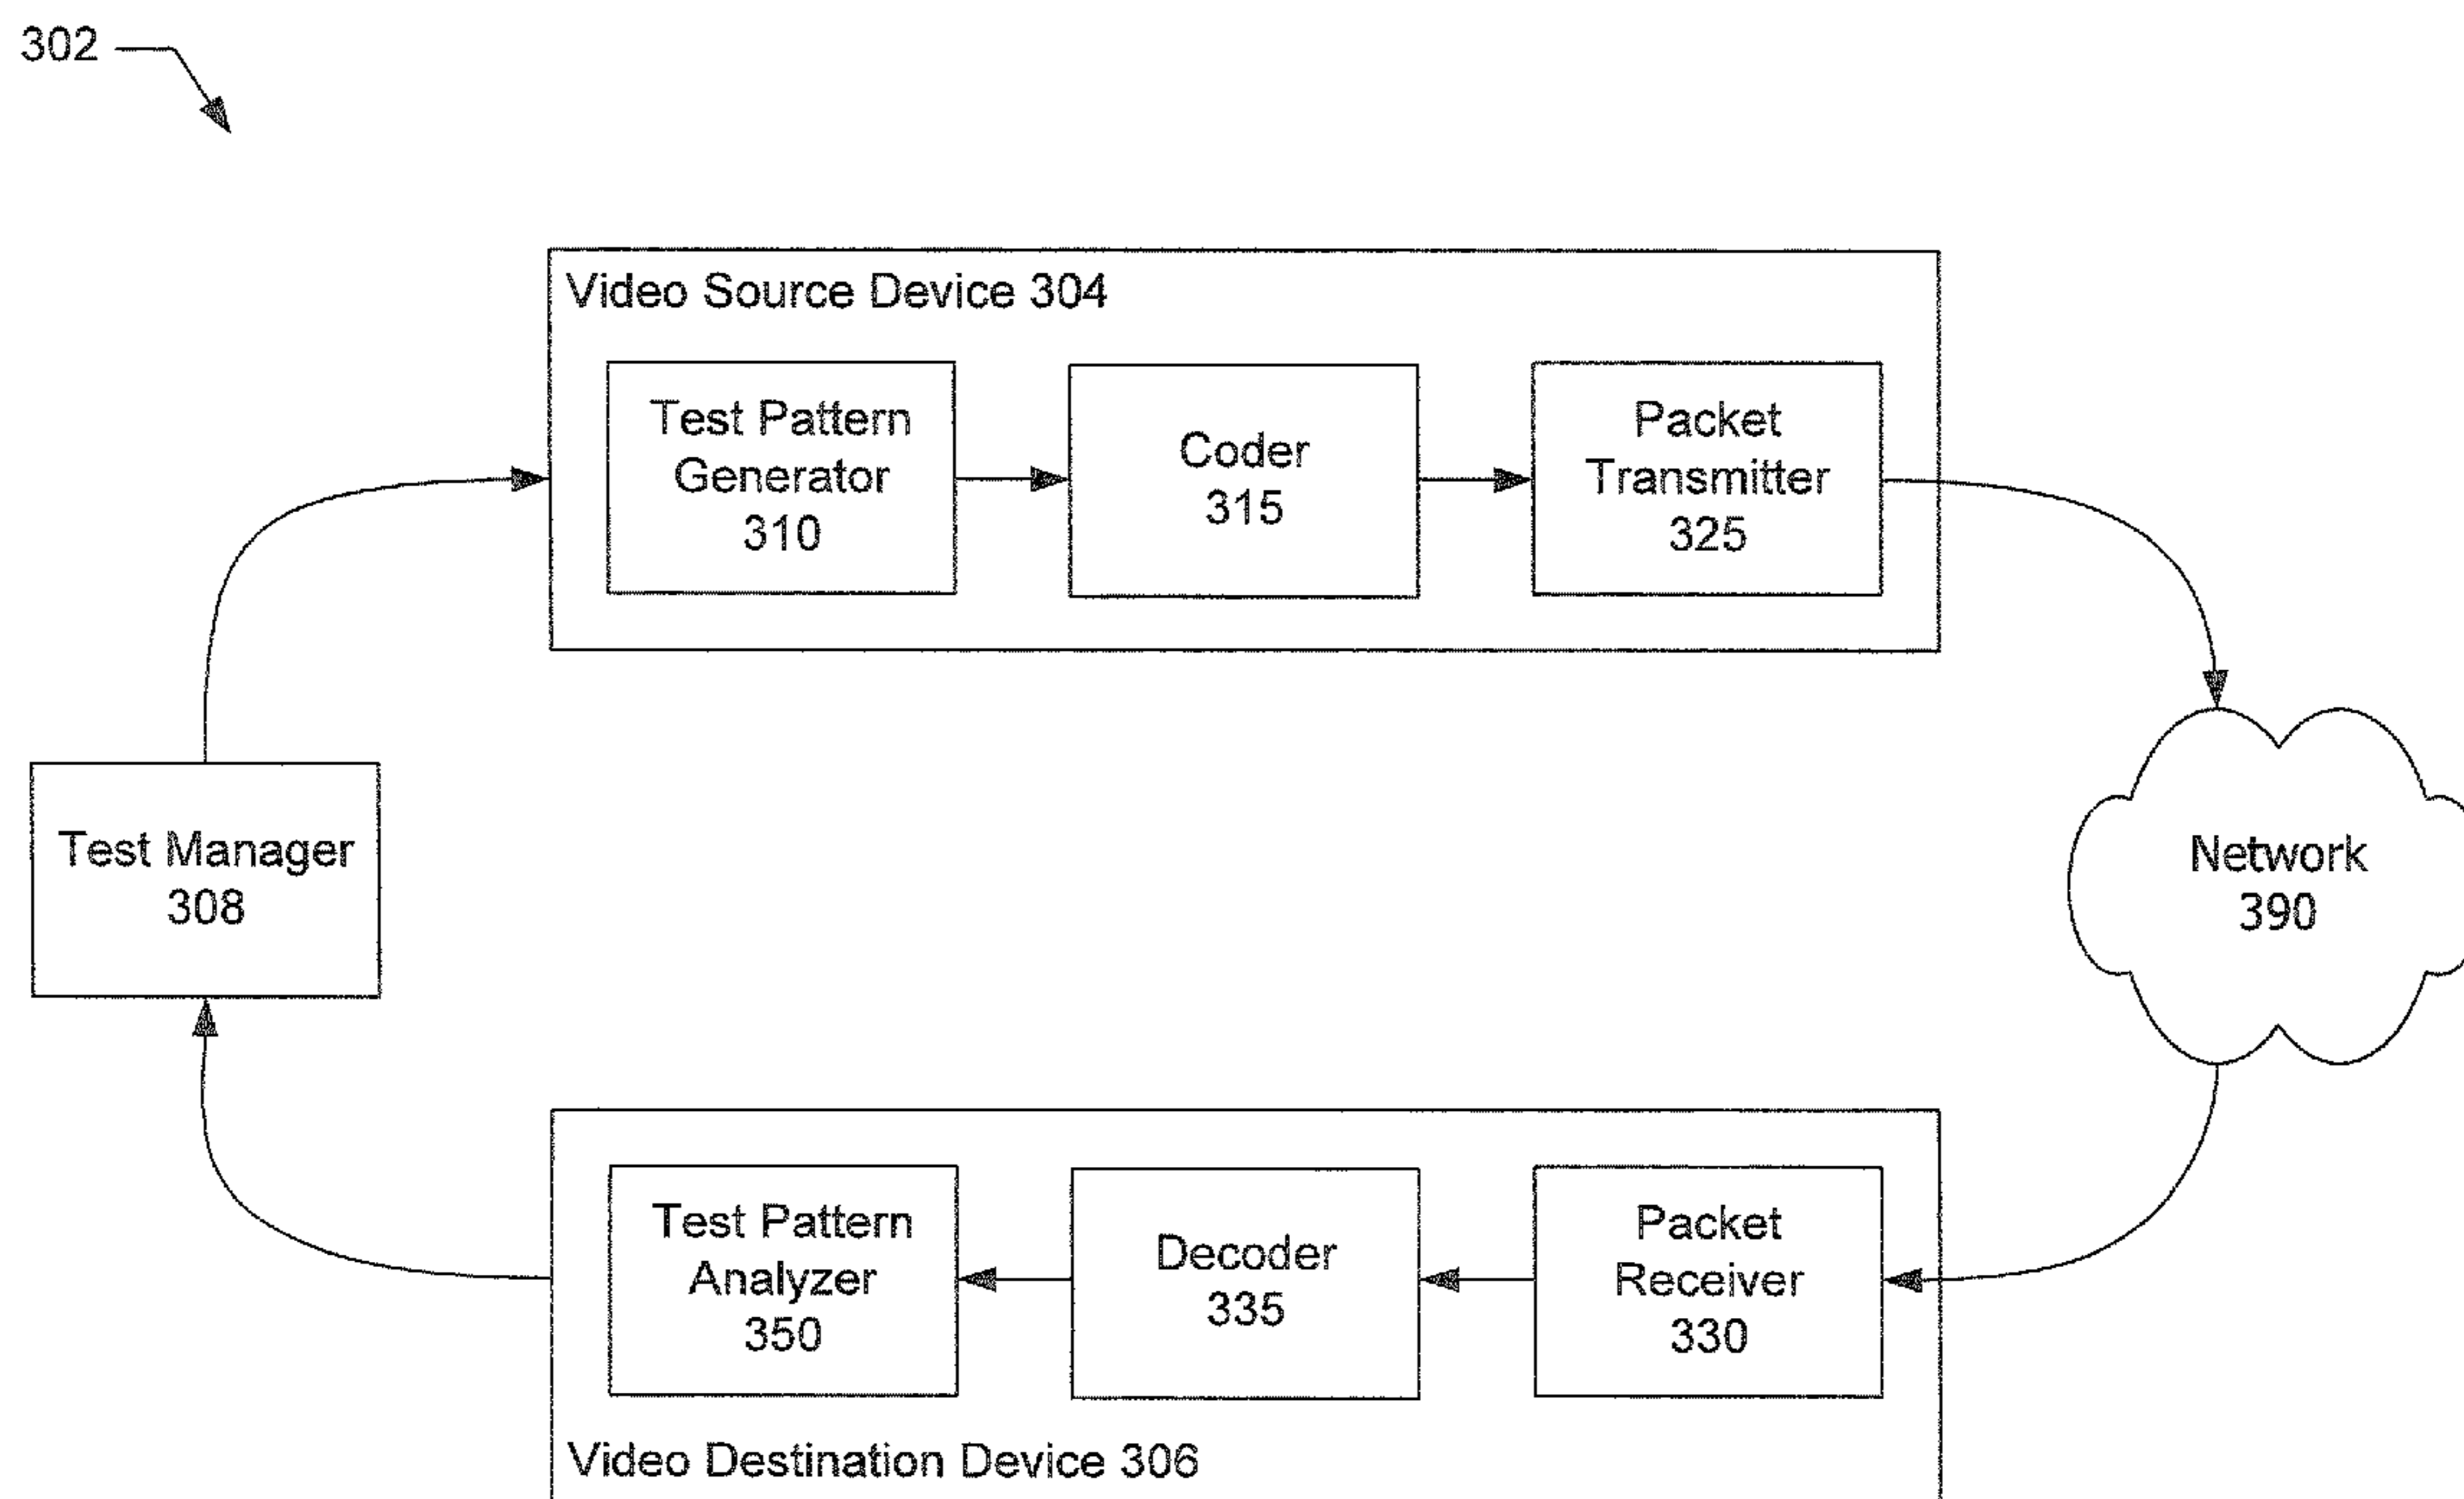 302
Video Source Device 304
Test Pattern
Generator
310
Coder
315
Packet
Transmitter
325
Test Manager
308
Network
390
Test Pattern
Analyzer
350
Decoder
335
Packet
Receiver
330
Video Destination Device 306